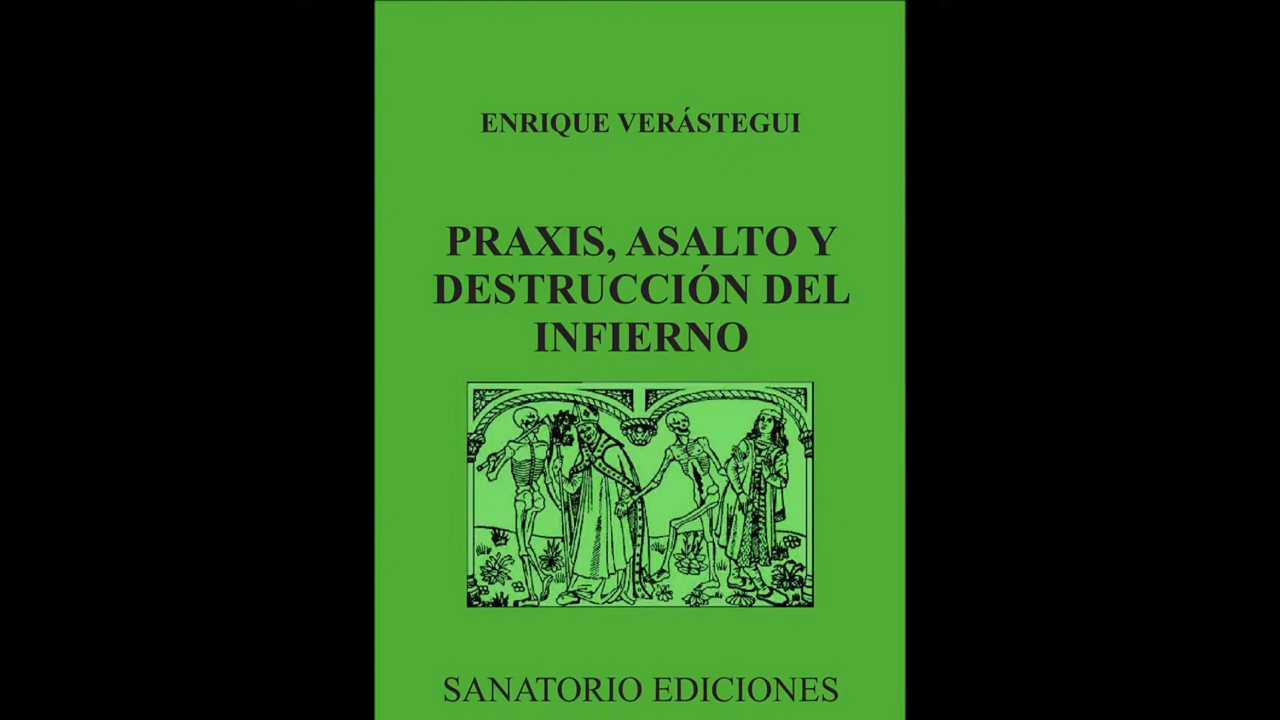 ENRIQUE VERÁSTEGUI
PRAXIS, ASALTO Y
DESTRUCCIÓN DEL
INFIERNO
SANATORIO EDICIONES